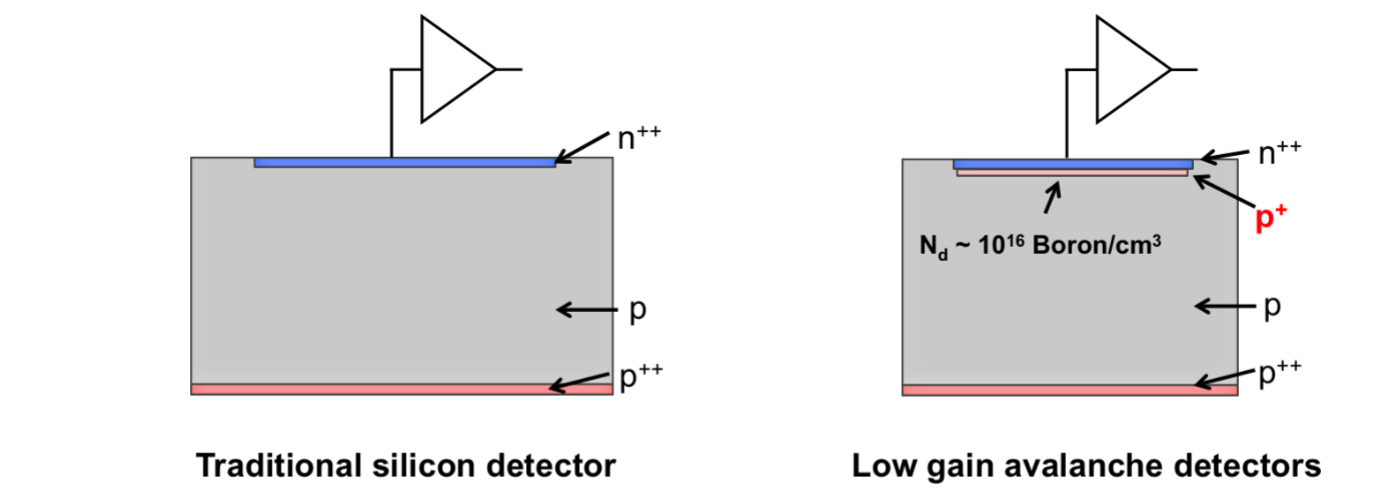 n++
p
p++
Traditional silicon detector
n++
p+
Nd ~ 10¹⁶ Boron/cm³
p
p++
Low gain avalanche detectors